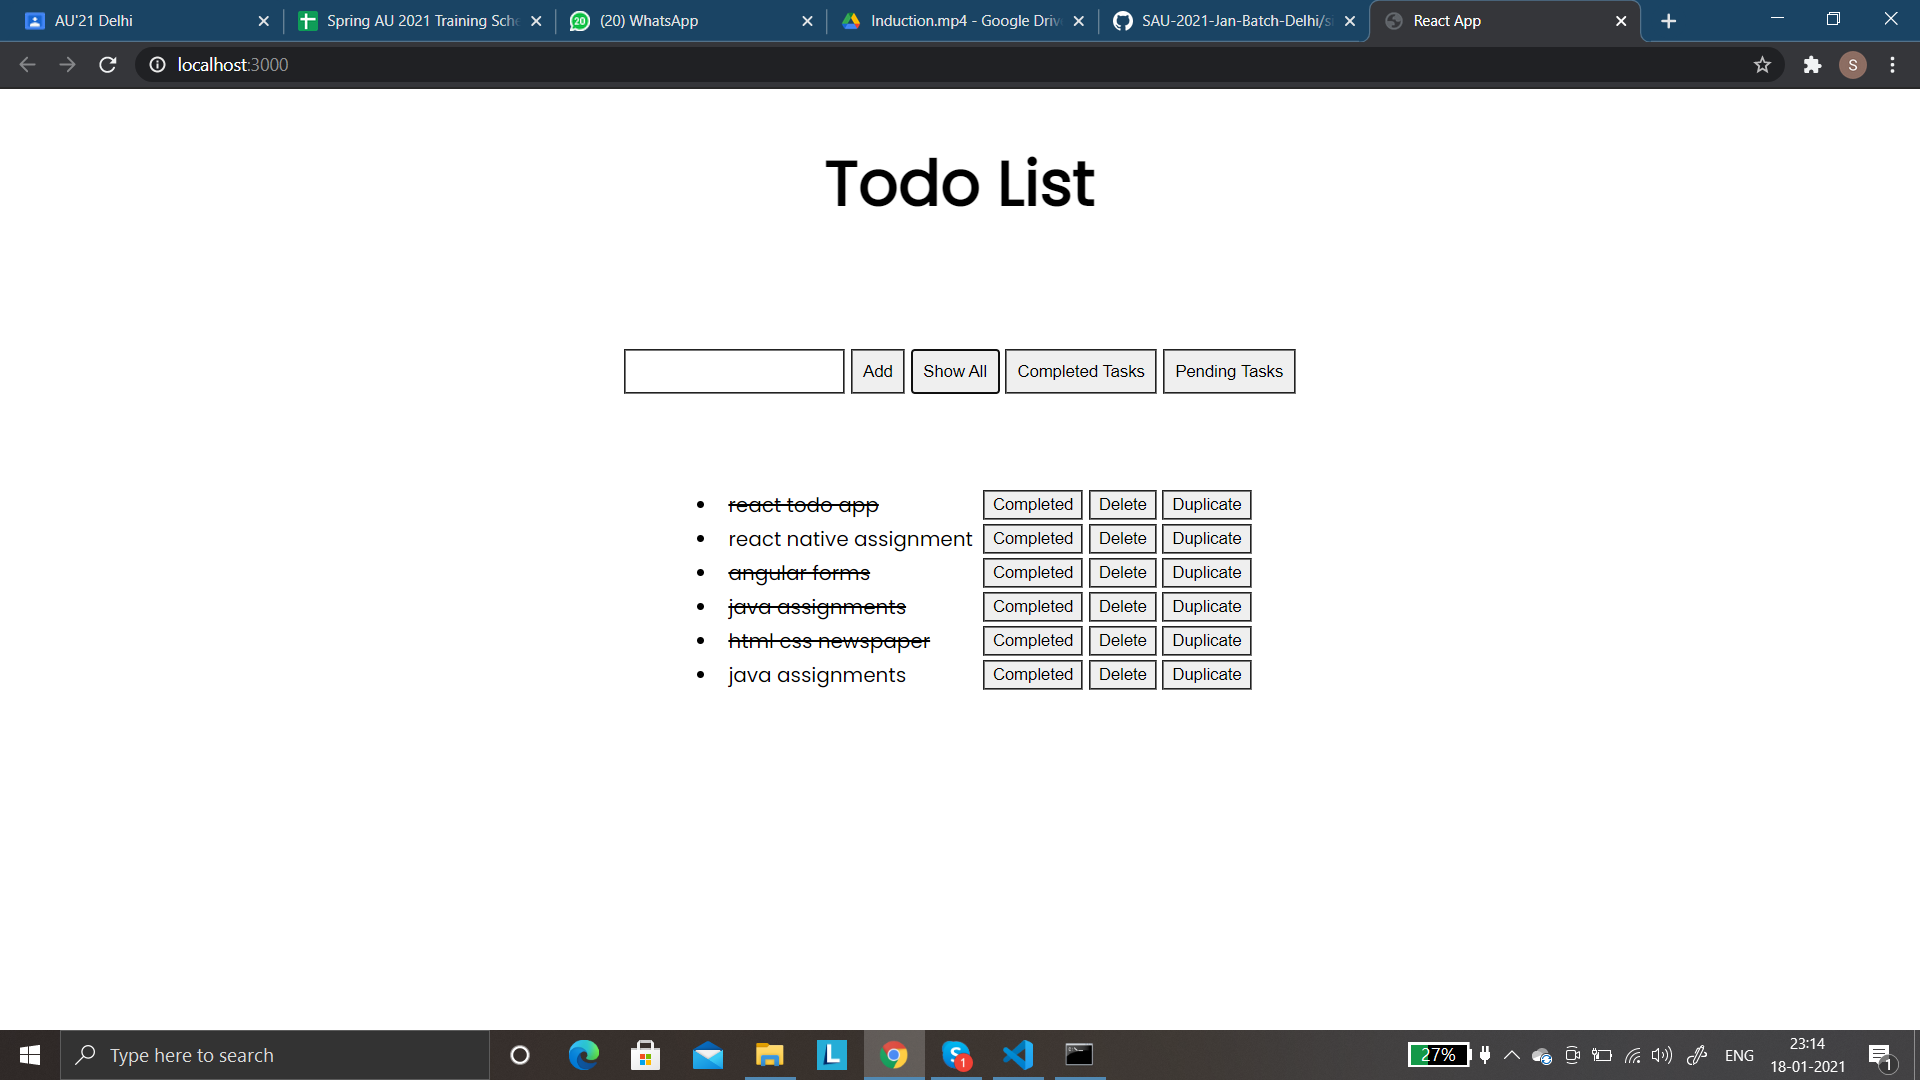 AU'21 Delhi
Spring AU 2021 Training Sche
(20) WhatsApp
Induction.mp4 - Google Drive
SAU-2021-Jan-Batch-Delhi/si
React App
localhost:3000
S
Todo List
Add Show All Completed Tasks Pending Tasks
react todo app Completed Delete Duplicate
react native assignment Completed Delete Duplicate
angular forms Completed Delete Duplicate
java assignments Completed Delete Duplicate
html css newspaper Completed Delete Duplicate
java assignments Completed Delete Duplicate
Type here to search
27%
ENG
23:14
18-01-2021
1